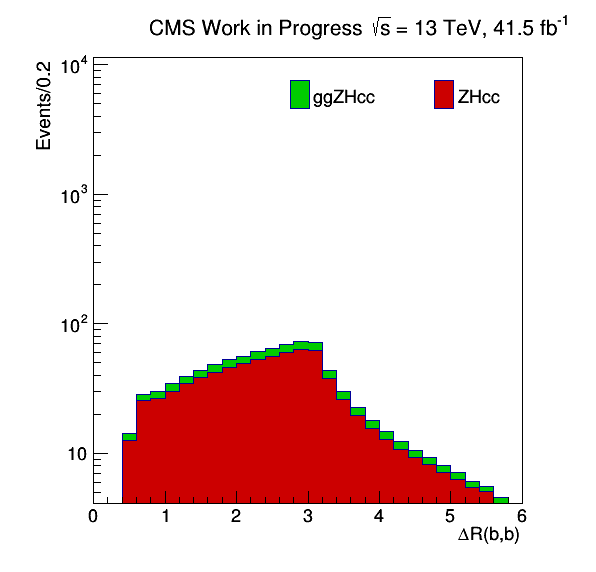 CMS Work in Progress √s = 13 TeV, 41.5 fb⁻¹
Events/0.2
10⁴
10³
10²
10
ggZHcc ZHcc
0 1 2 3 4 5 6
ΔR(b,b)